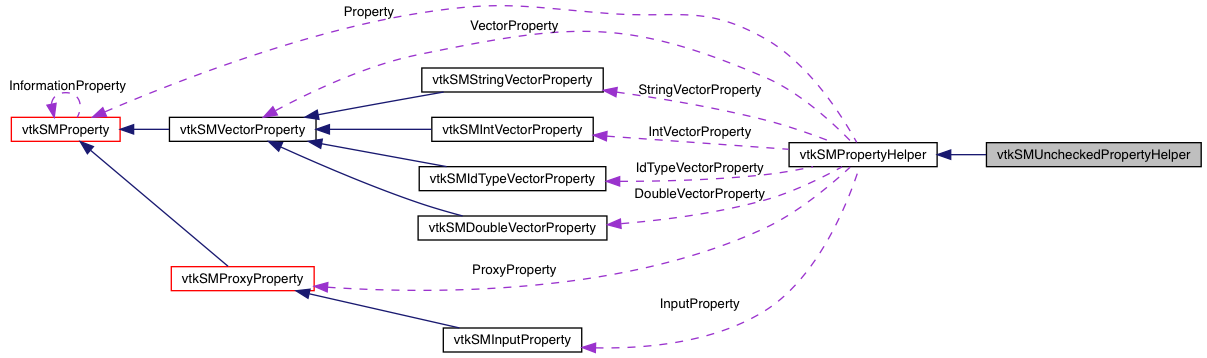 Property
VectorProperty
vtkSMStringVectorProperty
InformationProperty
StringVectorProperty
vtkSMProperty
vtkSMVectorProperty
vtkSMIntVectorProperty
IntVectorProperty
vtkSMPropertyHelper
vtkSMUncheckedPropertyHelper
IdTypeVectorProperty
vtkSMIdTypeVectorProperty
DoubleVectorProperty
vtkSMDoubleVectorProperty
ProxyProperty
vtkSMProxyProperty
InputProperty
vtkSMInputProperty